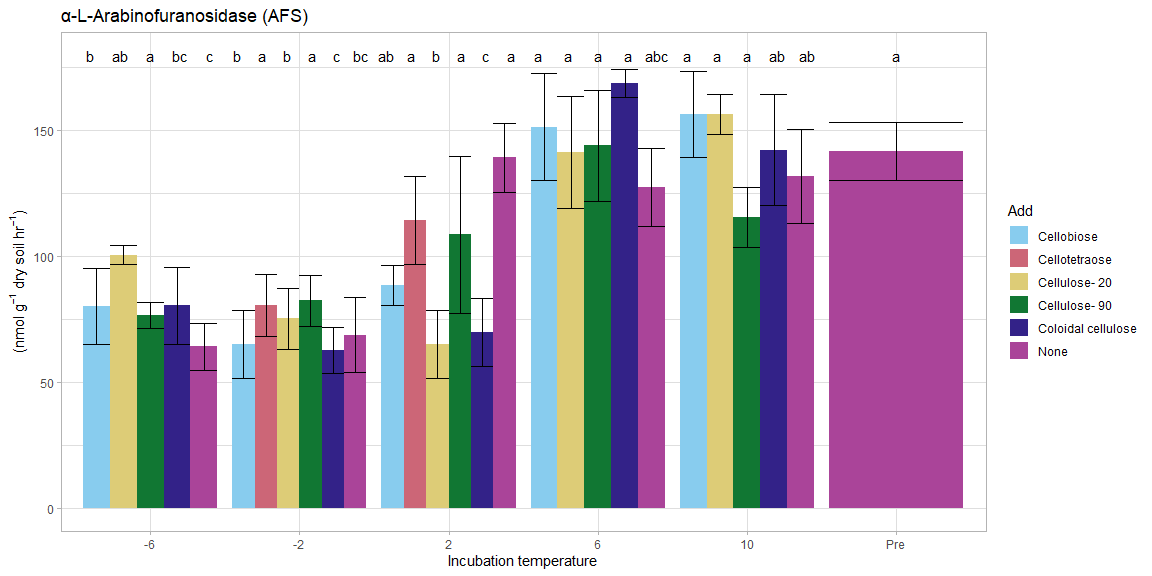 α-L-Arabinofuranosidase (AFS)
b ab a bc c b a b a c bc ab a b a c a a a a a abc a a a ab ab a
150
100
50
0
(nmol g⁻¹ dry soil hr⁻¹)
-6 -2 2 6 10 Pre
Incubation temperature
Add
Cellobiose
Cellotetraose
Cellulose- 20
Cellulose- 90
Coloidal cellulose
None